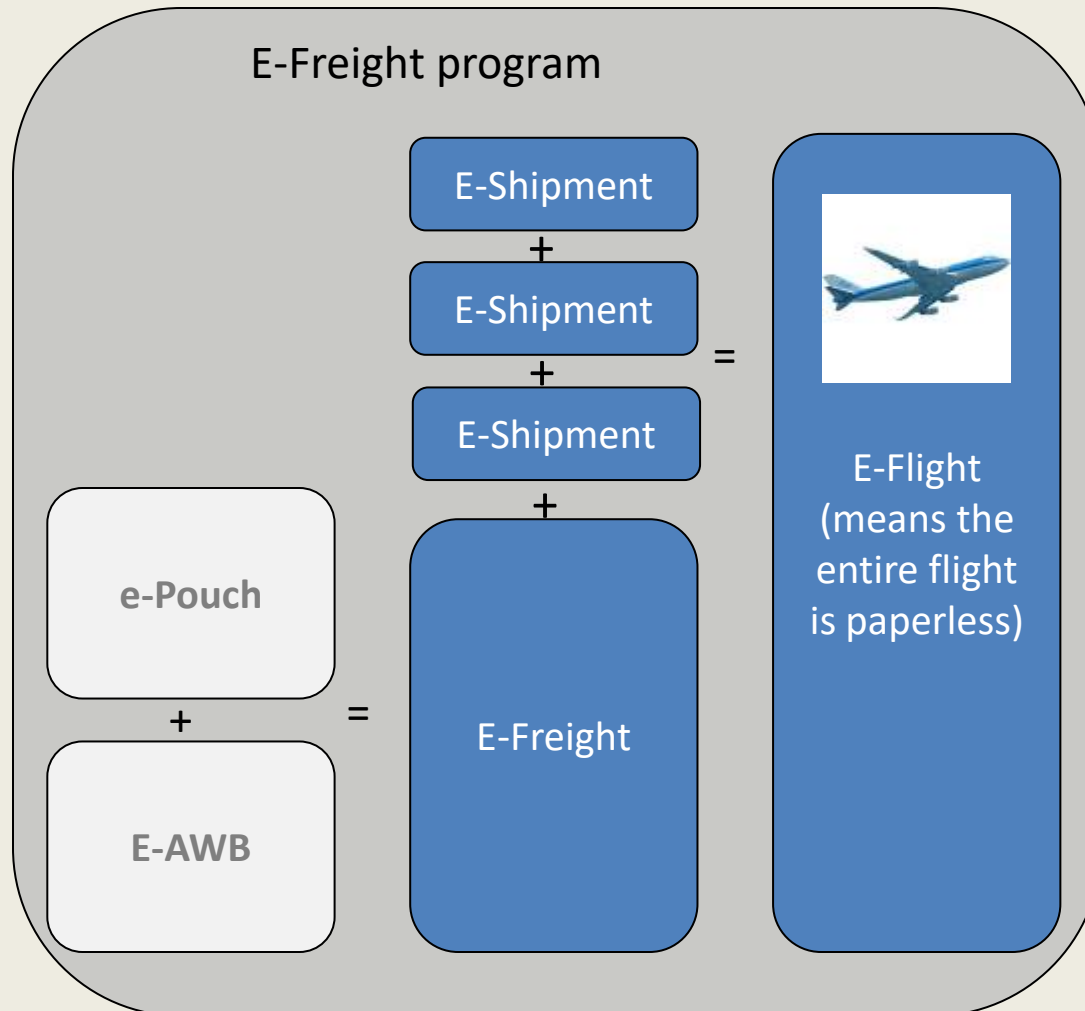 E-Freight program
E-Shipment
+
E-Shipment
+
E-Shipment
+
e-Pouch
+
E-AWB
=
E-Freight
=
E-Flight
(means the
entire flight
is paperless)